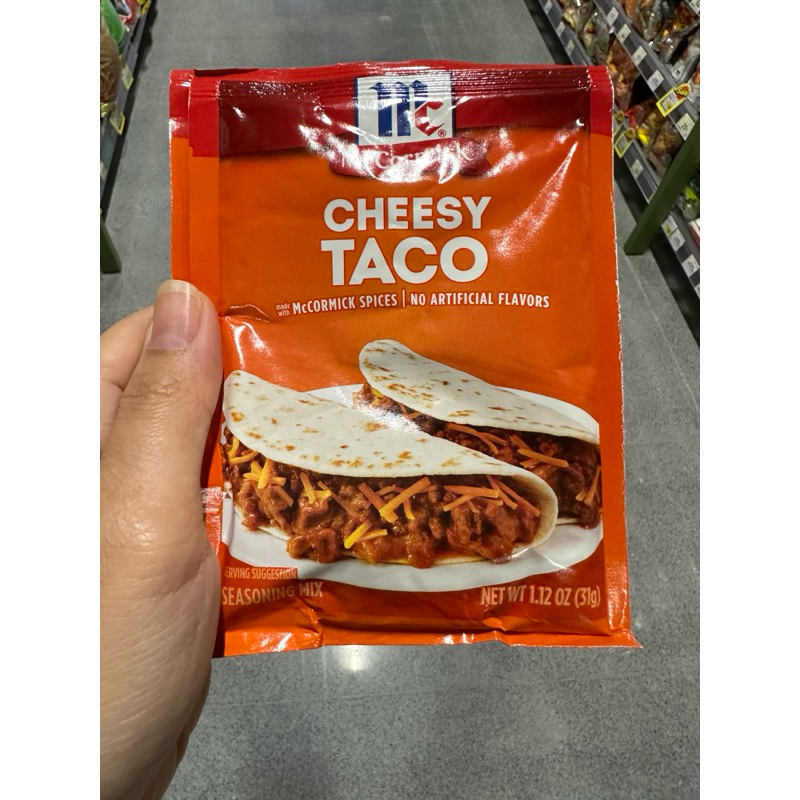 Mc®
McCormick
CHEESY
TACO
made with McCORMICK SPICES | NO ARTIFICIAL FLAVORS
SERVING SUGGESTION
SEASONING MIX
NET WT 1.12 OZ (31g)